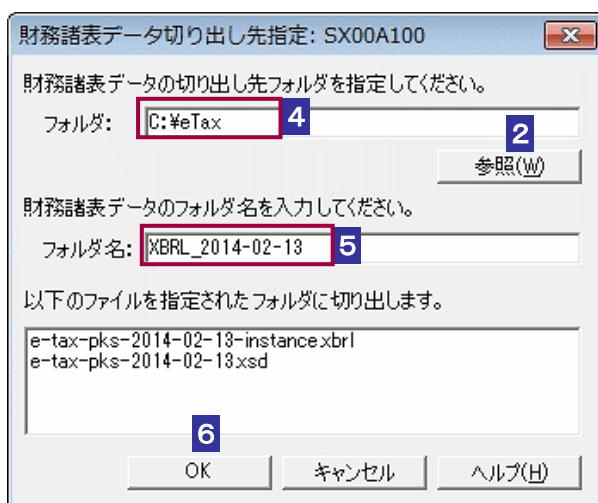 財務諸表データ切り出し先指定: SX00A100
財務諸表データの切り出し先フォルダを指定してください。
フォルダ: C:¥eTax 4
2
参照(W)
財務諸表データのフォルダ名を入力してください。
フォルダ名: XBRL_2014-02-13 5
以下のファイルを指定されたフォルダに切り出します。
e-tax-pks-2014-02-13-instance.xbrl
e-tax-pks-2014-02-13.xsd
6
OK キャンセル ヘルプ(H)